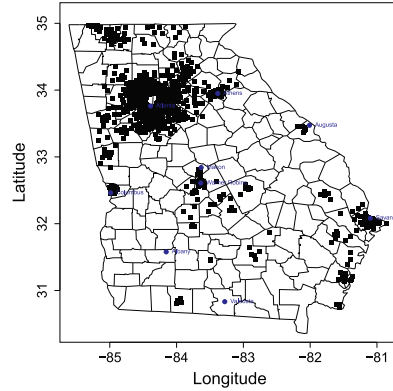 35
34
33
32
31
Latitude
Atlanta
Athens
Augusta
Macon
Columbus
Savan
Albany
Valdosta
−85 −84 −83 −82 −81
Longitude